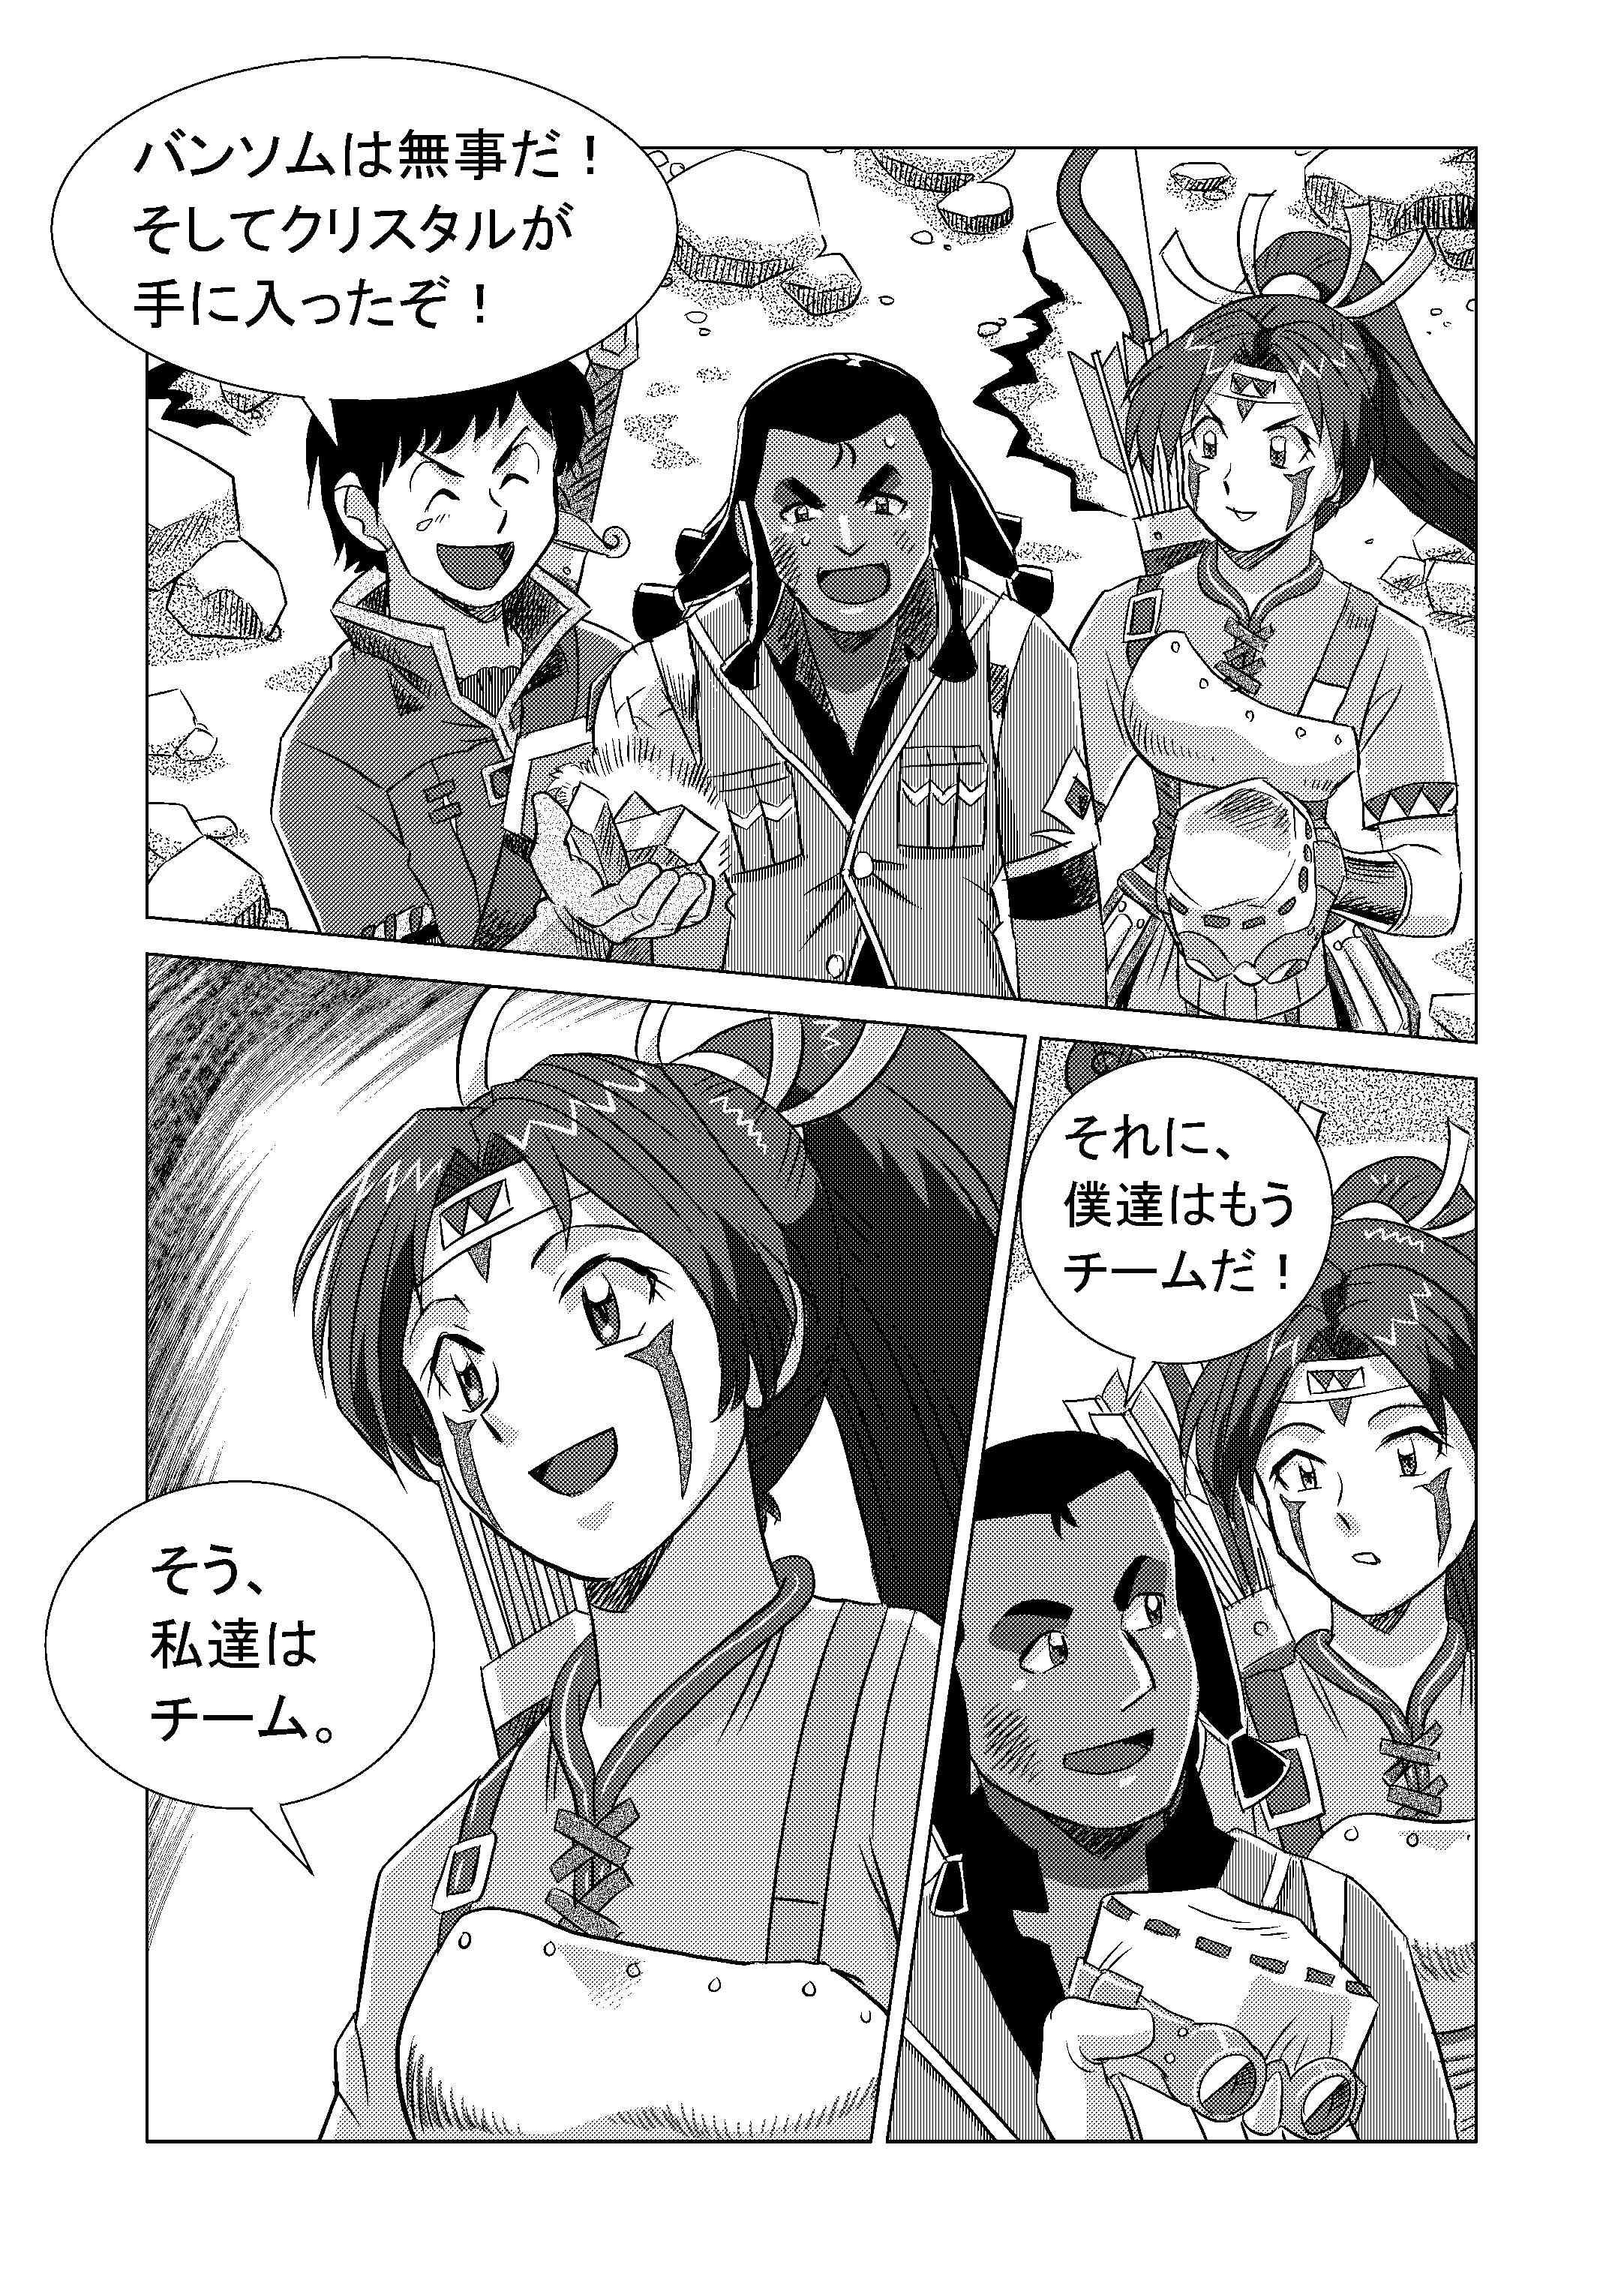 バンソムは無事だ！
そしてクリスタルが
手に入ったぞ！
それに、
僕達はもう
チームだ！
そう、
私達は
チーム。